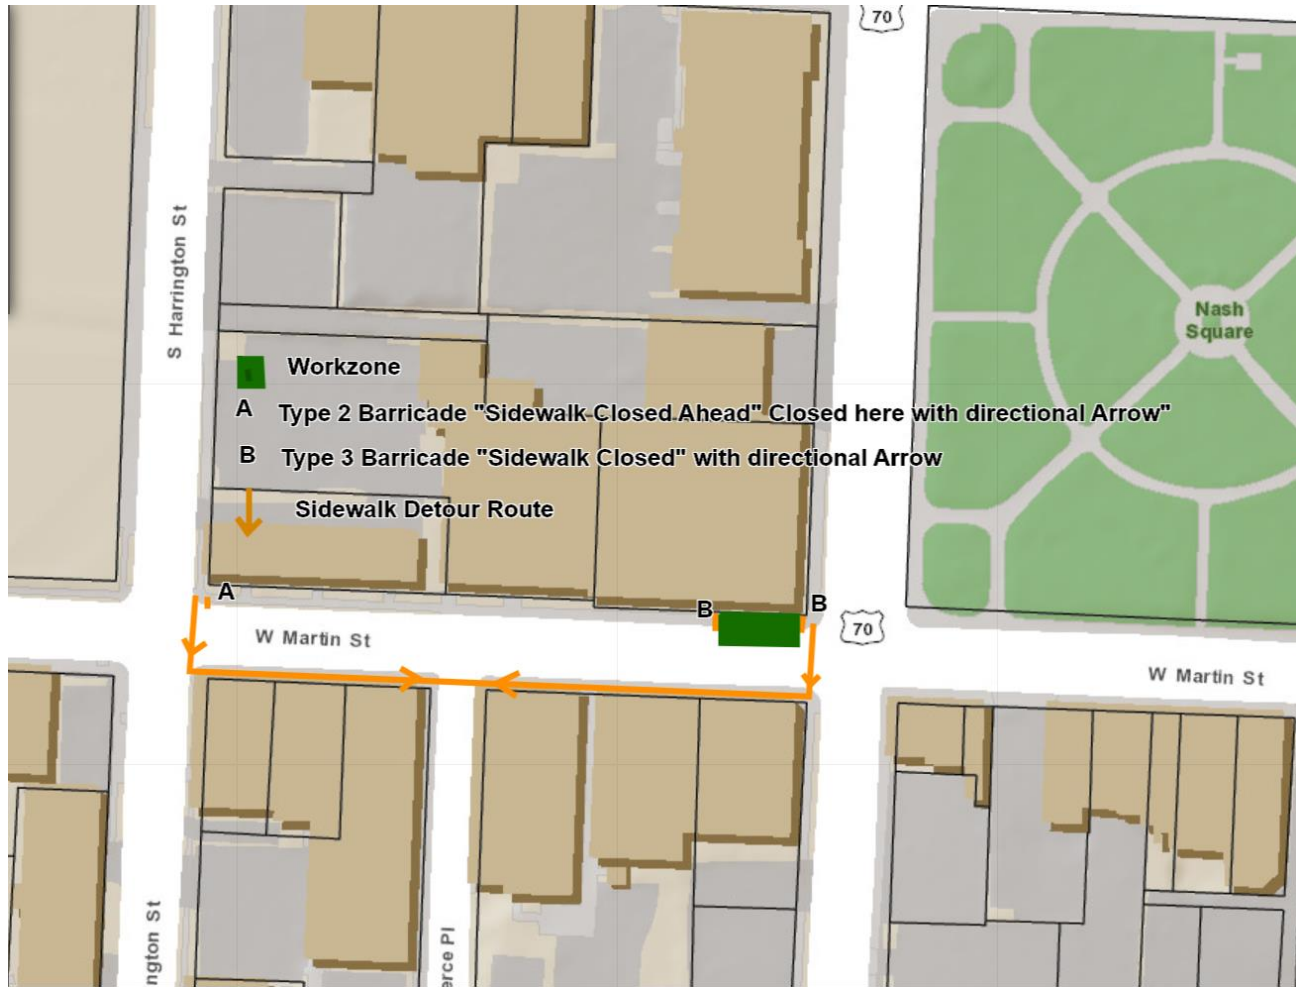 70
S Harrington St
Nash
Square
Workzone
A Type 2 Barricade "Sidewalk Closed Ahead" Closed here with directional Arrow"
B Type 3 Barricade "Sidewalk Closed" with directional Arrow
Sidewalk Detour Route
A
B
B
70
W Martin St
W Martin St
ngton St
erce Pl